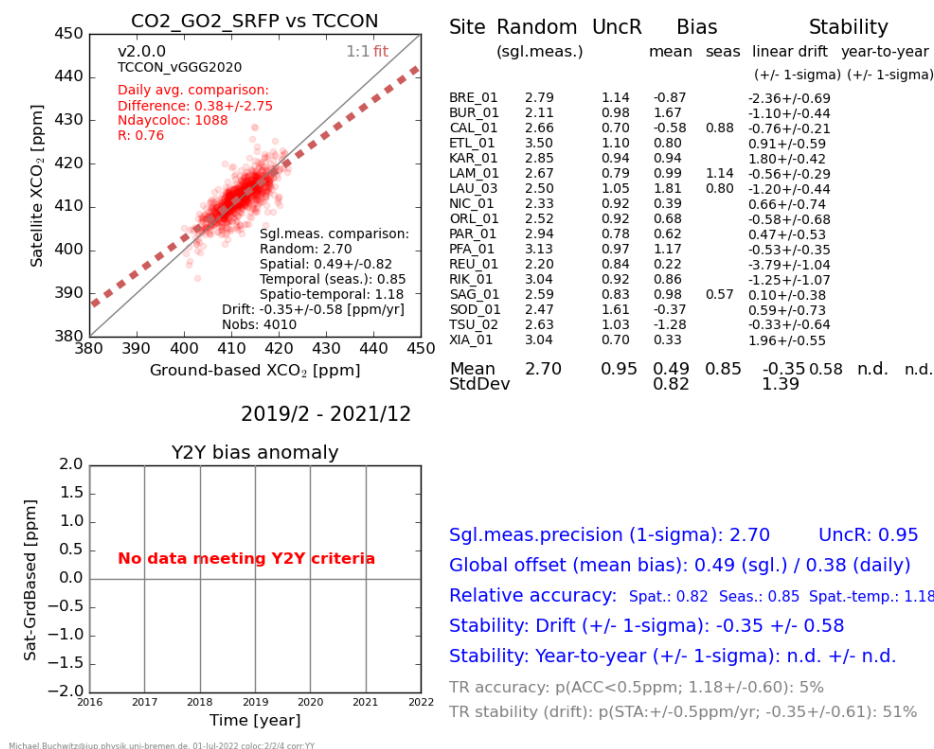 CO2_GO2_SRFP vs TCCON
450
440
430
420
410
400
390
380
380 390 400 410 420 430 440 450
Satellite XCO2 [ppm]
Ground-based XCO2 [ppm]
v2.0.0
TCCON_vGGG2020
1:1 fit
Daily avg. comparison:
Difference: 0.38+/-2.75
Ndaycoloc: 1088
R: 0.76
Sgl.meas. comparison:
Random: 2.70
Spatial: 0.49+/-0.82
Temporal (seas.): 0.85
Spatio-temporal: 1.18
Drift: -0.35+/-0.58 [ppm/yr]
Nobs: 4010
Site Random UncR Bias Stability
(sgl.meas.) mean seas linear drift year-to-year
(+/- 1-sigma) (+/- 1-sigma)
BRE_01 2.79 1.14 -0.87 -2.36+/-0.69
BUR_01 2.11 0.98 1.67 -1.10+/-0.44
CAL_01 2.66 0.70 -0.58 0.88 -0.76+/-0.21
ETL_01 3.50 1.10 0.80 0.91+/-0.59
KAR_01 2.85 0.94 0.94 1.80+/-0.42
LAM_01 2.67 0.79 0.99 1.14 -0.56+/-0.29
LAU_03 2.50 1.05 1.81 0.80 -1.20+/-0.44
NIC_01 2.33 0.92 0.39 0.66+/-0.74
ORL_01 2.52 0.92 0.68 -0.58+/-0.68
PAR_01 2.94 0.78 0.62 0.47+/-0.53
PFA_01 3.13 0.97 1.17 -0.53+/-0.35
REU_01 2.20 0.84 0.22 -3.79+/-1.04
RIK_01 3.04 0.92 0.86 -1.25+/-1.07
SAG_01 2.59 0.83 0.98 0.57 0.10+/-0.38
SOD_01 2.47 1.61 -0.37 0.59+/-0.73
TSU_02 2.63 1.03 -1.28 -0.33+/-0.64
XIA_01 3.04 0.70 0.33 1.96+/-0.55
Mean 2.70 0.95 0.49 0.85 -0.35 0.58 n.d. n.d.
StdDev 0.82 1.39
2019/2 - 2021/12
Y2Y bias anomaly
2.0
1.5
1.0
0.5
0.0
−0.5
−1.0
−1.5
−2.0
2016 2017 2018 2019 2020 2021 2022
Sat-GrdBased [ppm]
Time [year]
No data meeting Y2Y criteria
Sgl.meas.precision (1-sigma): 2.70 UncR: 0.95
Global offset (mean bias): 0.49 (sgl.) / 0.38 (daily)
Relative accuracy: Spat.: 0.82 Seas.: 0.85 Spat.-temp.: 1.18
Stability: Drift (+/- 1-sigma): -0.35 +/- 0.58
Stability: Year-to-year (+/- 1-sigma): n.d. +/- n.d.
TR accuracy: p(ACC<0.5ppm; 1.18+/-0.60): 5%
TR stability (drift): p(STA:+/-0.5ppm/yr; -0.35+/-0.61): 51%
Michael.Buchwitz@iup.physik.uni-bremen.de, 01-Jul-2022 coloc:2/2/4 corr:YY